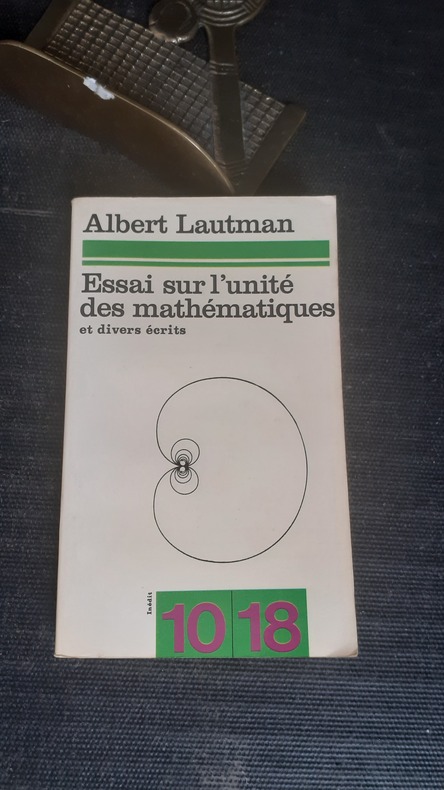 Albert Lautman
Essai sur l'unité
des mathématiques
et divers écrits
Inédit
10 18